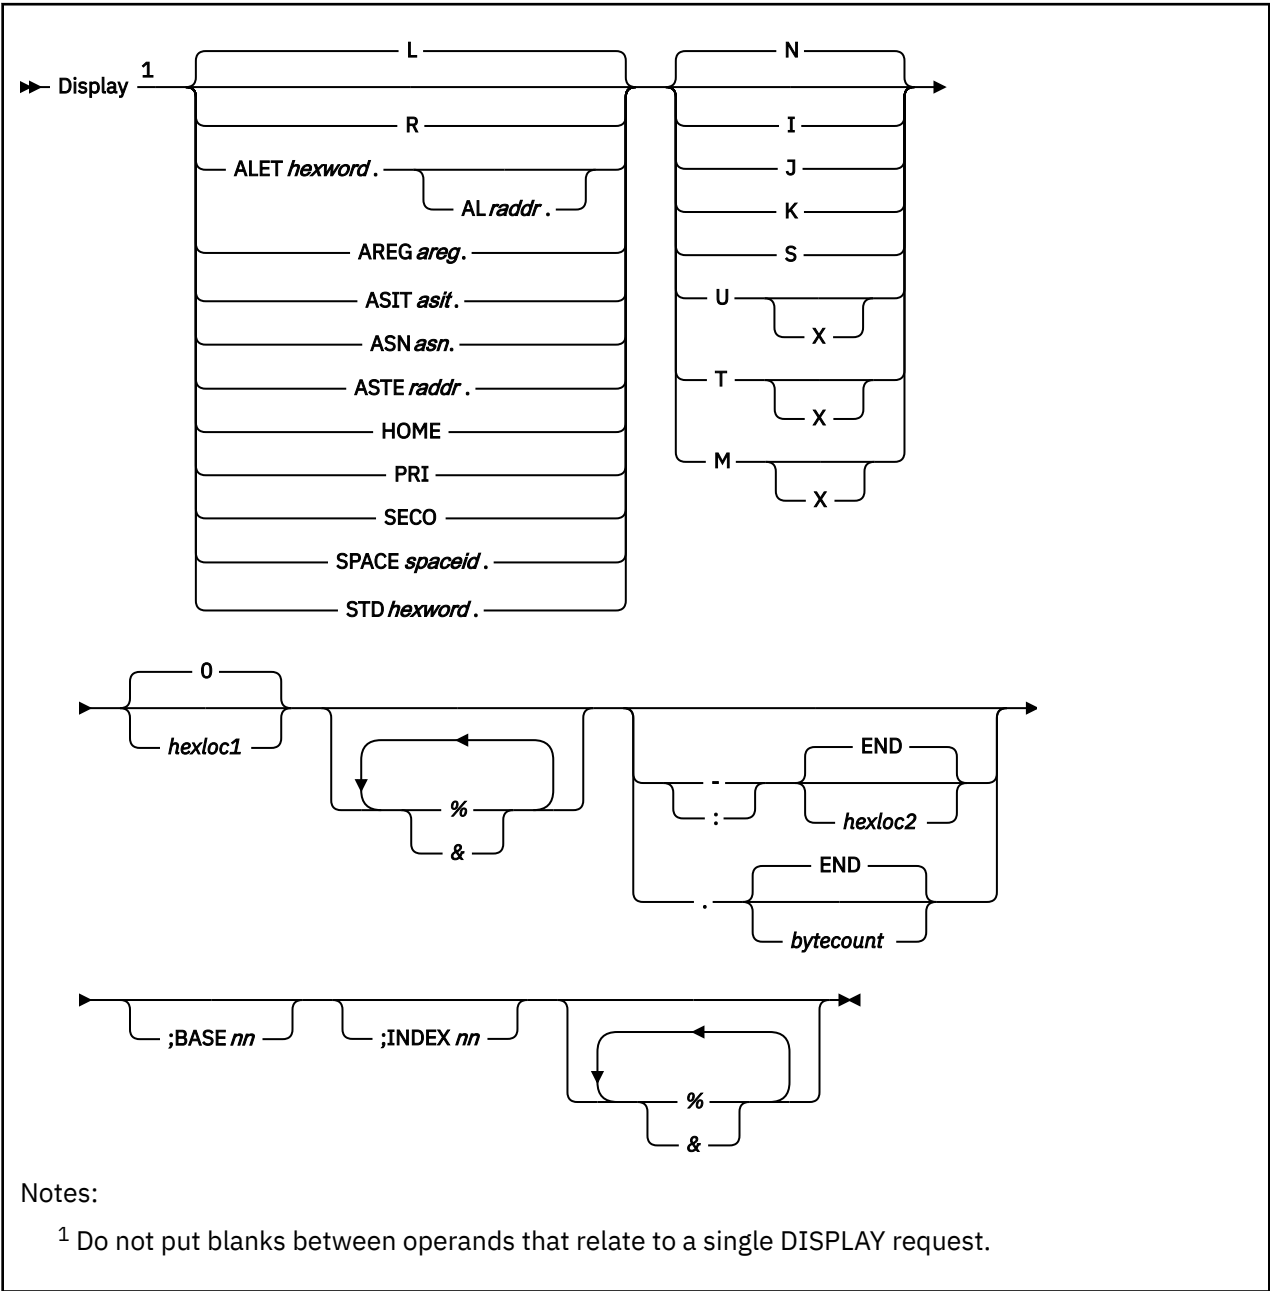 L
N
Display 1
R
I
ALET hexword .
J
AL raddr .
K
AREG areg.
S
ASIT asit .
U
X
ASN asn.
ASTE raddr .
T
X
HOME
PRI
M
X
SECO
SPACE spaceid .
STD hexword .
0
hexloc1
%
&
END
-
:
hexloc2
END
.
bytecount
;BASE nn
;INDEX nn
%
&
Notes:
1 Do not put blanks between operands that relate to a single DISPLAY request.